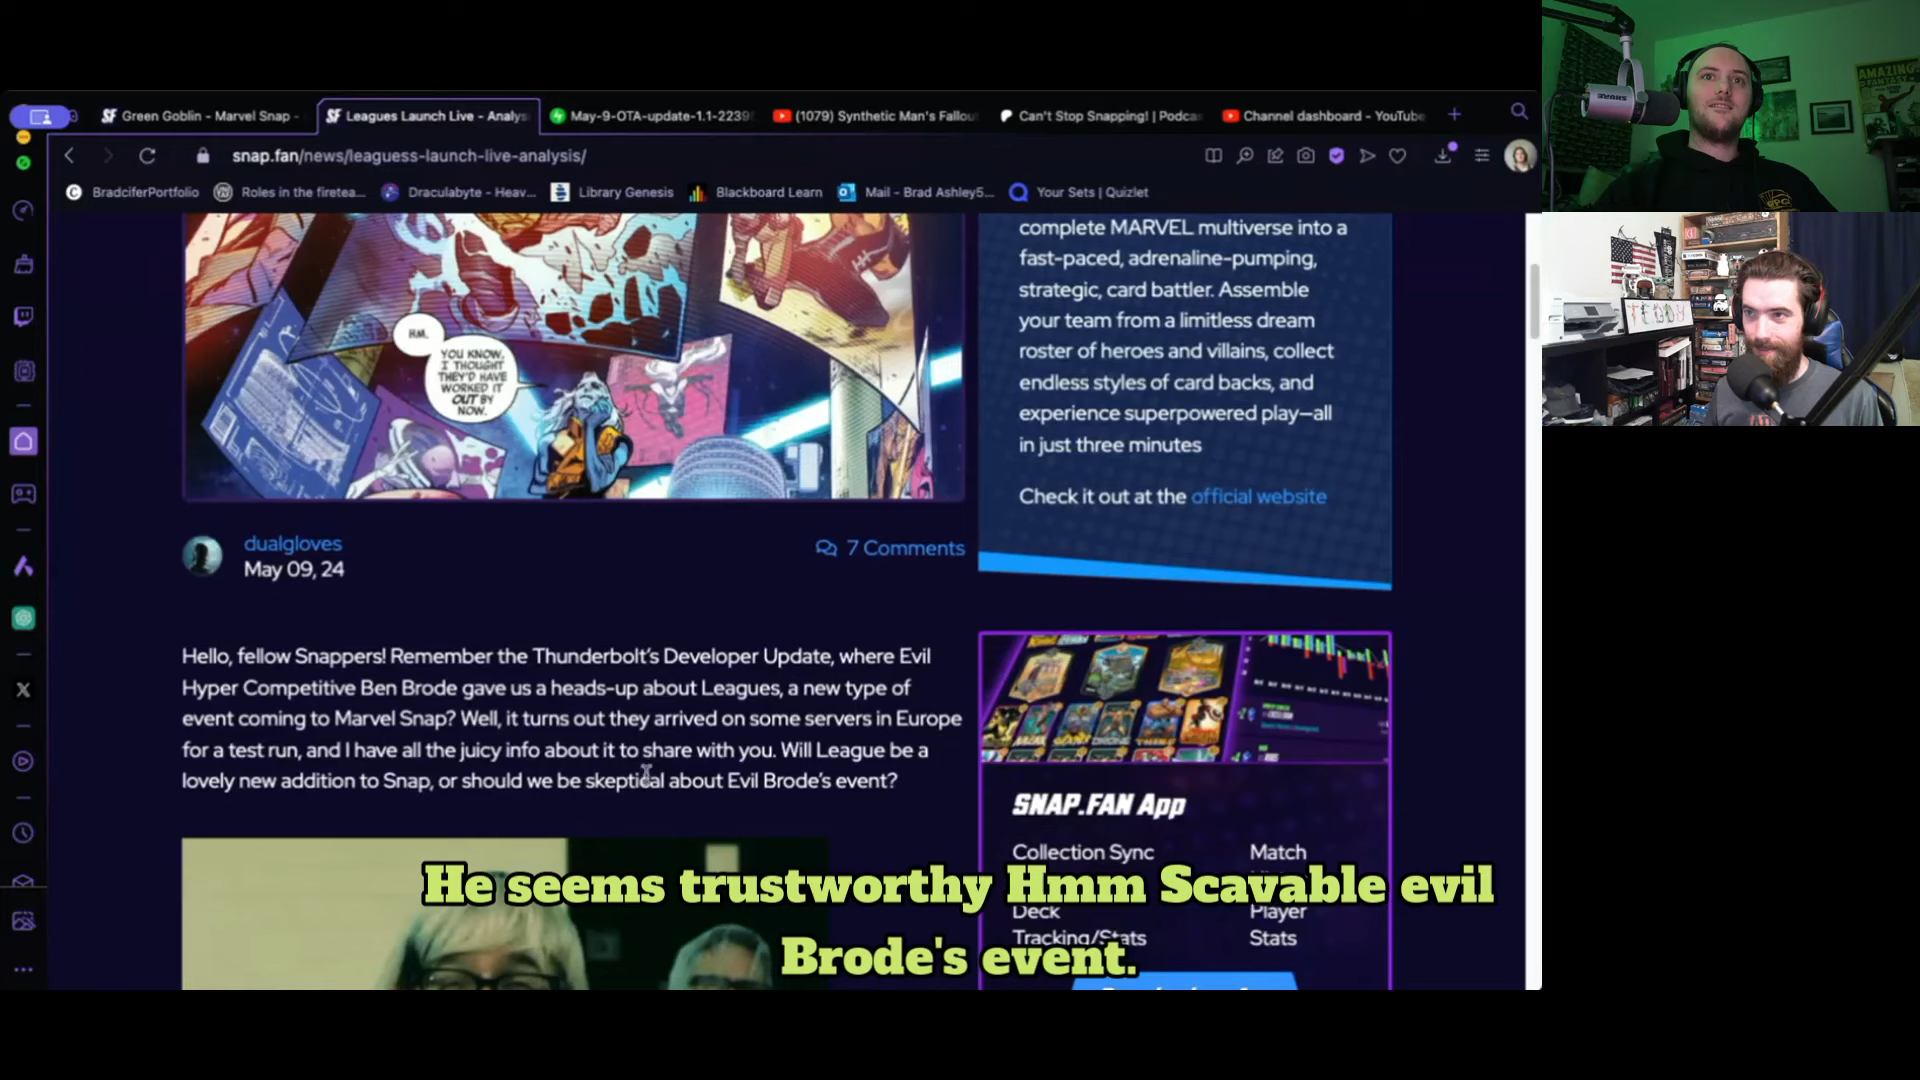 Green Goblin - Marvel Snap -
Leagues Launch Live - Analys
May-9-OTA-update-1.1-2239
(1079) Synthetic Man's Fallou
Can't Stop Snapping! | Podca
Channel dashboard - YouTube
snap.fan/news/leaguess-launch-live-analysis/
BradciferPortfolio
Roles in the firetea...
Draculabyte - Heav...
Library Genesis
Blackboard Learn
Mail - Brad Ashley5...
Your Sets | Quizlet
HM.
YOU KNOW,
I THOUGHT
THEY'D HAVE
WORKED IT
OUT BY
NOW.
dualgloves
May 09, 24
7 Comments
Hello, fellow Snappers! Remember the Thunderbolt's Developer Update, where Evil
Hyper Competitive Ben Brode gave us a heads-up about Leagues, a new type of
event coming to Marvel Snap? Well, it turns out they arrived on some servers in Europe
for a test run, and I have all the juicy info about it to share with you. Will League be a
lovely new addition to Snap, or should we be skeptical about Evil Brode's event?
complete MARVEL multiverse into a
fast-paced, adrenaline-pumping,
strategic, card battler. Assemble
your team from a limitless dream
roster of heroes and villains, collect
endless styles of card backs, and
experience superpowered play—all
in just three minutes
Check it out at the official website
SNAP.FAN App
Collection Sync
Match
Deck
Tracking/Stats
Player
Stats
He seems trustworthy Hmm Scavable evil
Brode's event.
SHURE
AMAZING
FANTASY